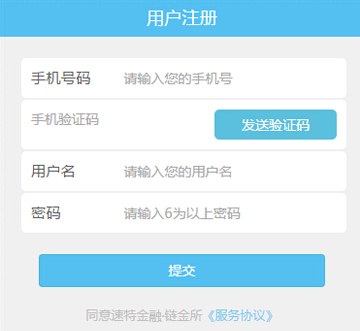 用户注册
手机号码 请输入您的手机号
手机验证码 发送验证码
用户名 请输入您的用户名
密码 请输入6为以上密码
提交
同意速特金融·链金所《服务协议》